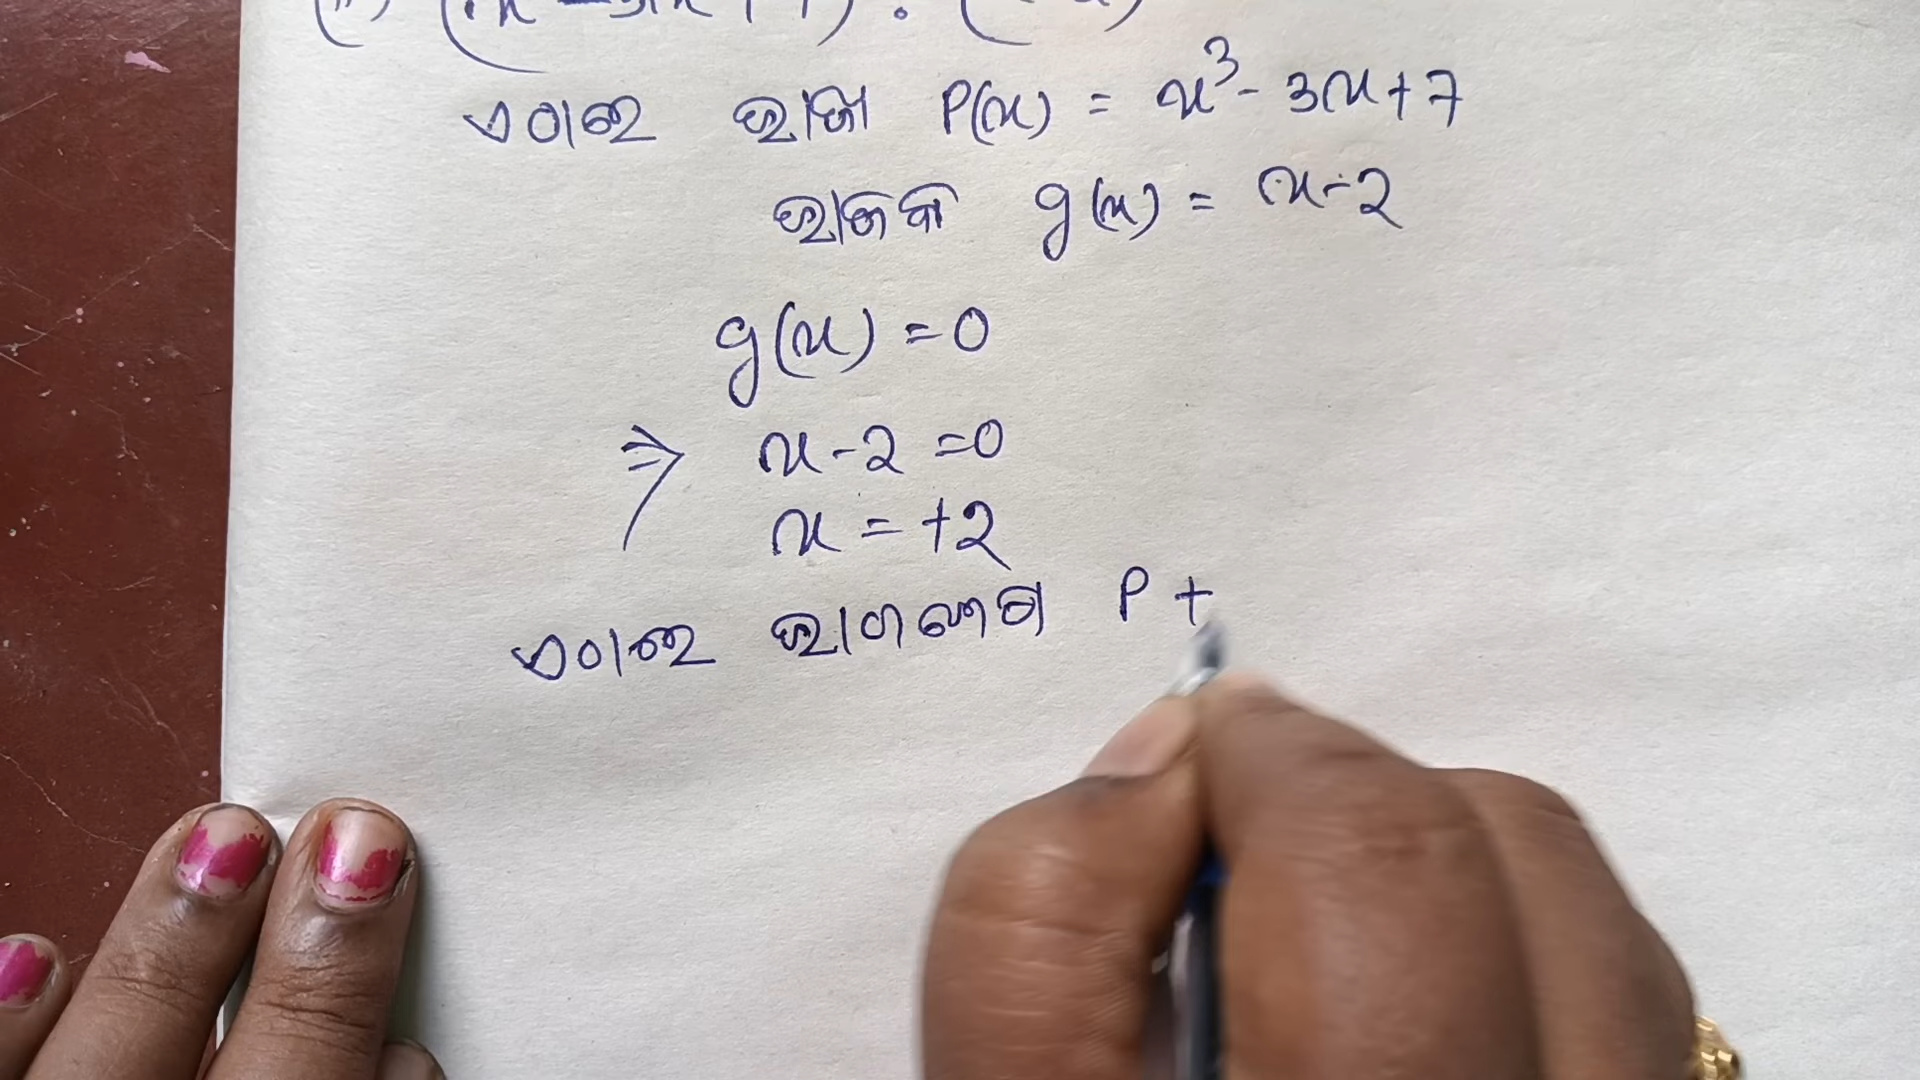 ଏଠାରେ ଭାଜ୍ୟ P(x) = x³ - 3x + 7
ଭାଜକ g(x) = x - 2
g(x) = 0
⇒ x - 2 = 0
x = +2
ଏଠାରେ ଭାଗଶେଷ P +